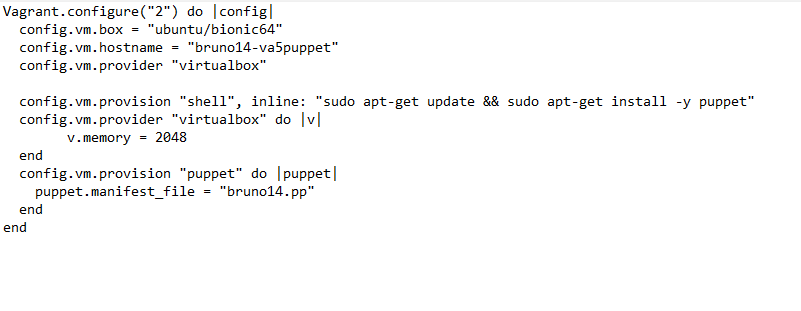 Vagrant.configure("2") do |config|
  config.vm.box = "ubuntu/bionic64"
  config.vm.hostname = "bruno14-va5puppet"
  config.vm.provider "virtualbox"

  config.vm.provision "shell", inline: "sudo apt-get update && sudo apt-get install -y puppet"
  config.vm.provider "virtualbox" do |v|
        v.memory = 2048
  end
  config.vm.provision "puppet" do |puppet|
    puppet.manifest_file = "bruno14.pp"
  end
end